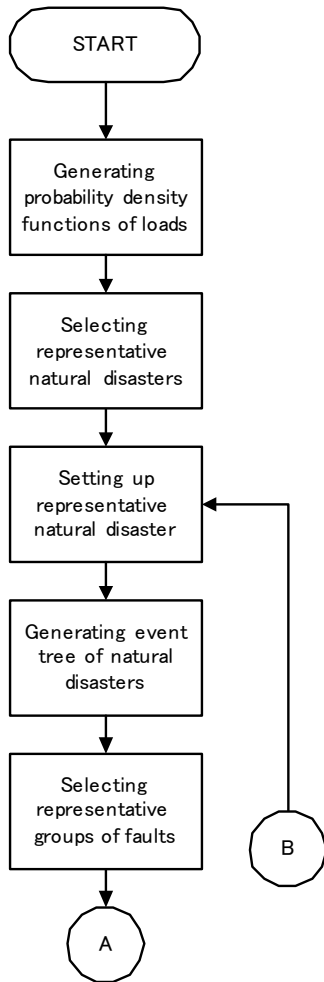 START
Generating
probability density
functions of loads
Selecting
representative
natural disasters
Setting up
representative
natural disaster
Generating event
tree of natural
disasters
Selecting
representative
groups of faults
B
A